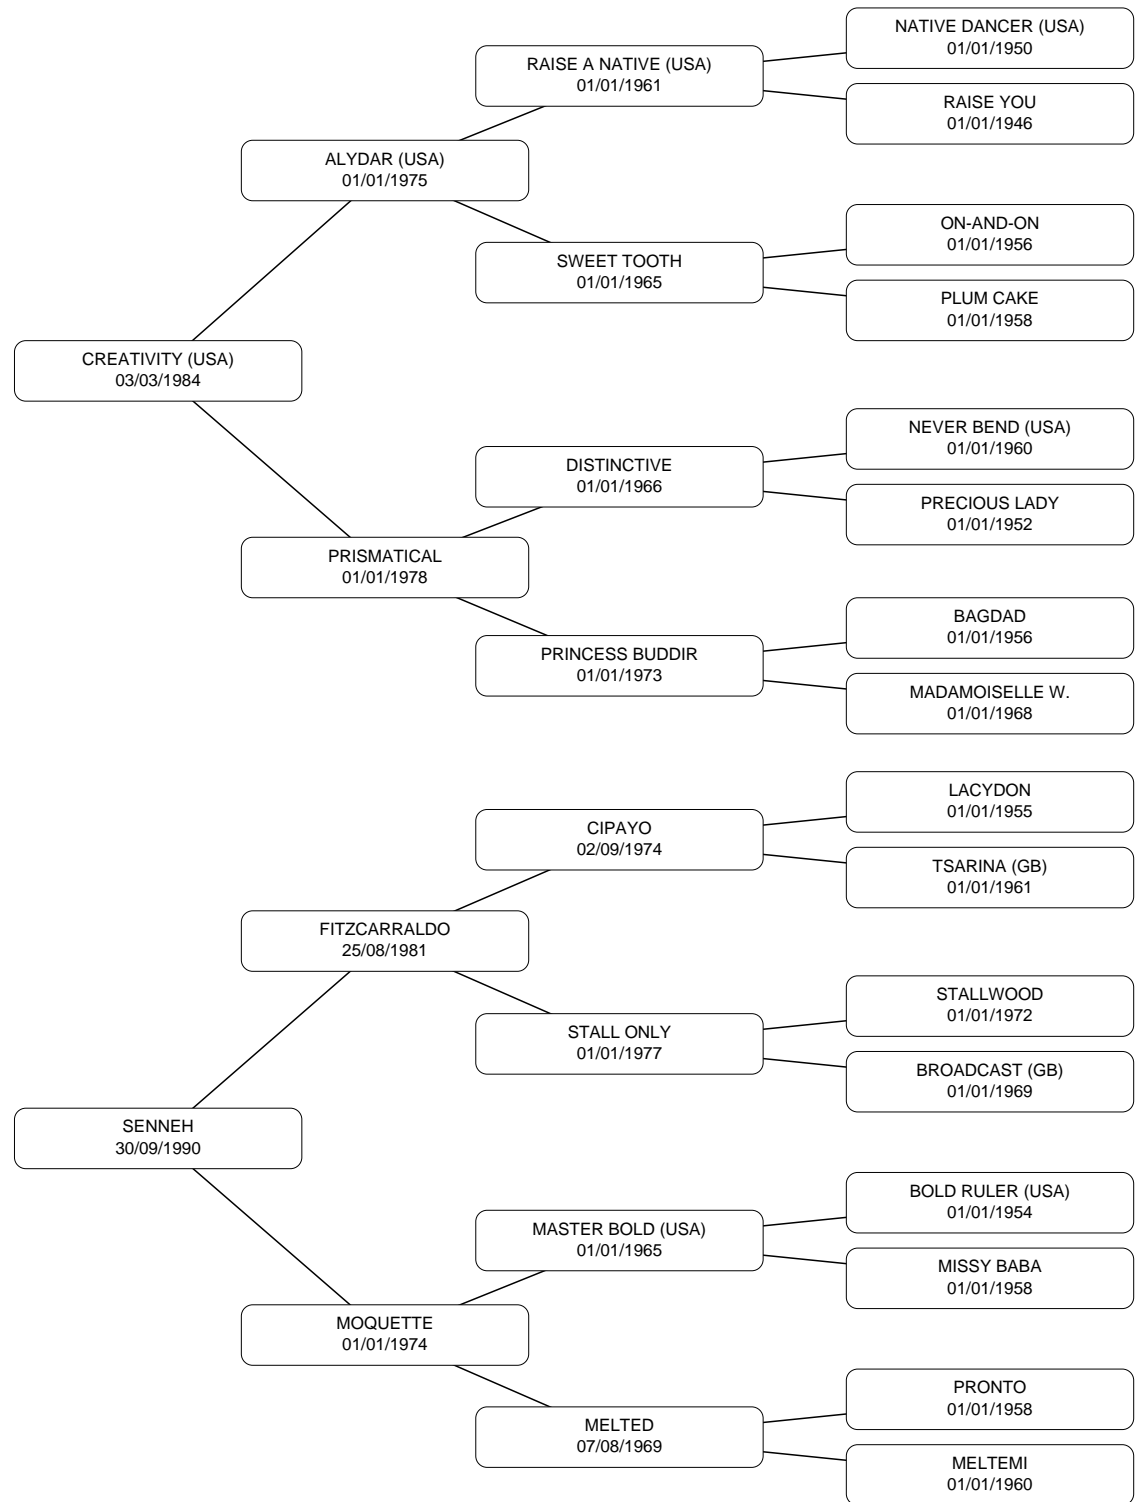 NATIVE DANCER (USA)
01/01/1950
RAISE A NATIVE (USA)
01/01/1961
RAISE YOU
01/01/1946
ALYDAR (USA)
01/01/1975
ON-AND-ON
01/01/1956
SWEET TOOTH
01/01/1965
PLUM CAKE
01/01/1958
CREATIVITY (USA)
03/03/1984
NEVER BEND (USA)
01/01/1960
DISTINCTIVE
01/01/1966
PRECIOUS LADY
01/01/1952
PRISMATICAL
01/01/1978
BAGDAD
01/01/1956
PRINCESS BUDDIR
01/01/1973
MADAMOISELLE W.
01/01/1968
LACYDON
01/01/1955
CIPAYO
02/09/1974
TSARINA (GB)
01/01/1961
FITZCARRALDO
25/08/1981
STALLWOOD
01/01/1972
STALL ONLY
01/01/1977
BROADCAST (GB)
01/01/1969
SENNEH
30/09/1990
BOLD RULER (USA)
01/01/1954
MASTER BOLD (USA)
01/01/1965
MISSY BABA
01/01/1958
MOQUETTE
01/01/1974
PRONTO
01/01/1958
MELTED
07/08/1969
MELTEMI
01/01/1960